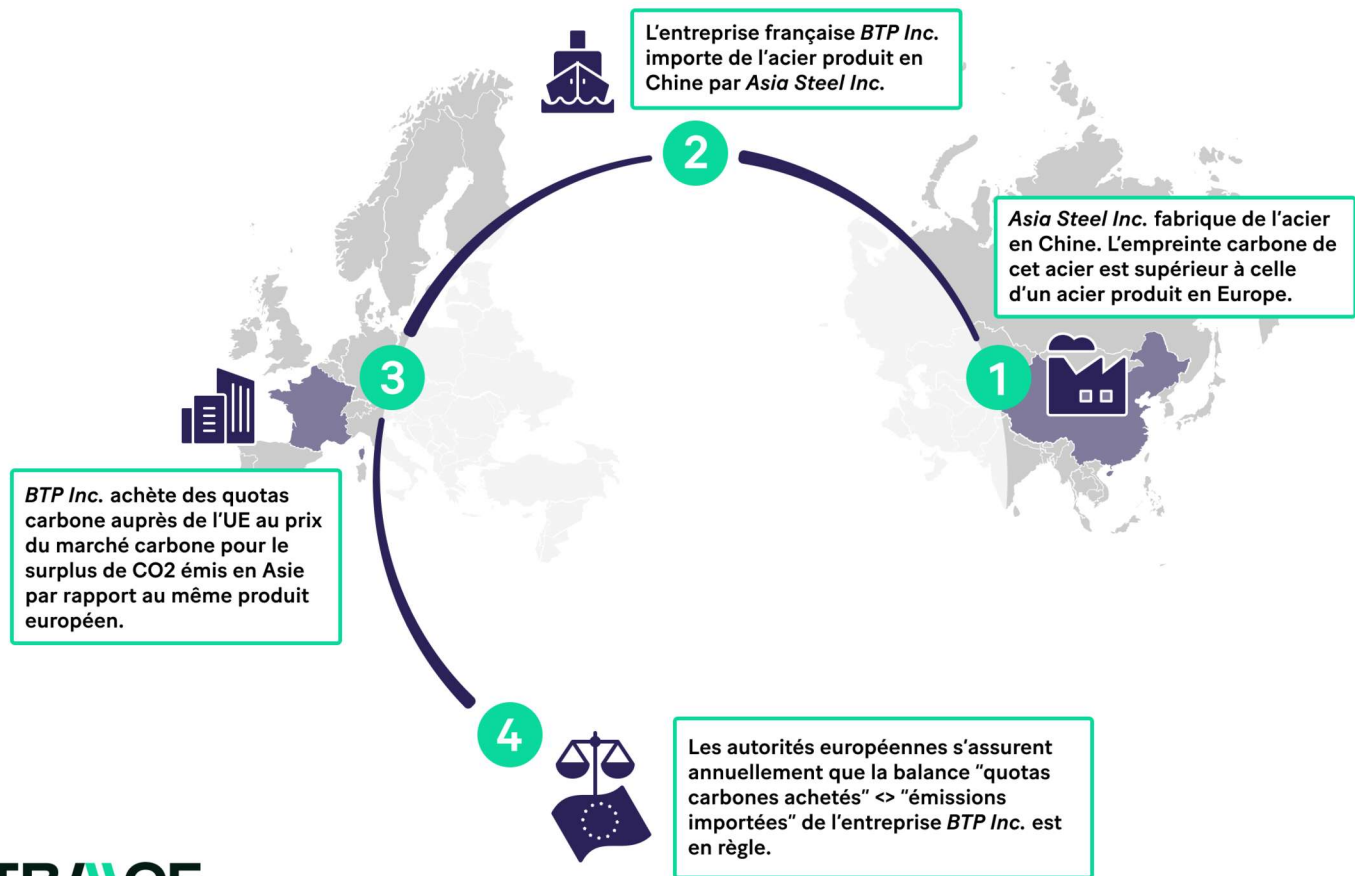 L'entreprise française BTP Inc.
importe de l'acier produit en
Chine par Asia Steel Inc.
2
Asia Steel Inc. fabrique de l'acier
en Chine. L'empreinte carbone de
cet acier est supérieur à celle
d'un acier produit en Europe.
1
3
BTP Inc. achète des quotas
carbone auprès de l'UE au prix
du marché carbone pour le
surplus de CO2 émis en Asie
par rapport au même produit
européen.
4
Les autorités européennes s'assurent
annuellement que la balance "quotas
carbones achetés" <> "émissions
importées" de l'entreprise BTP Inc. est
en règle.